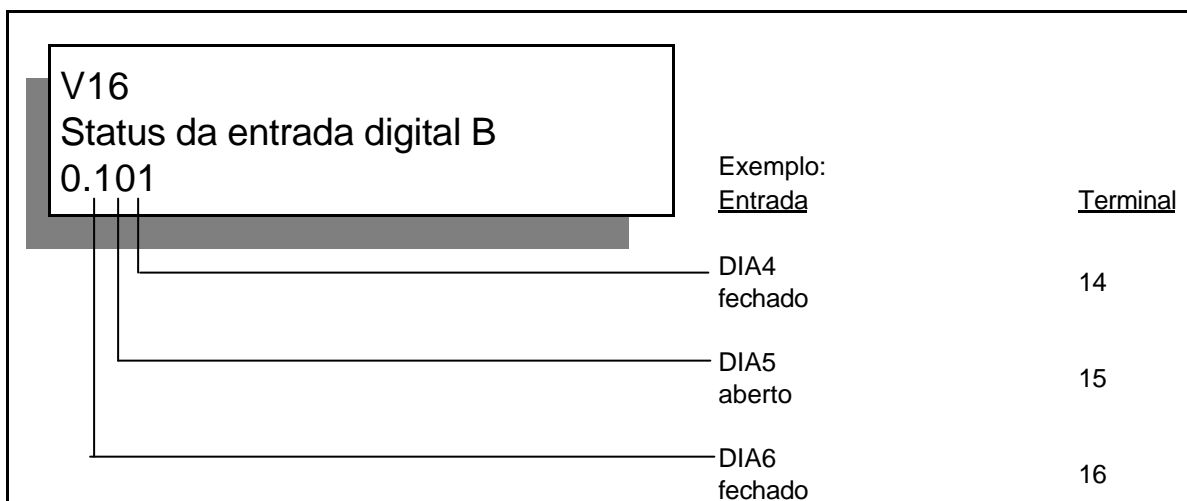 V16
Status da entrada digital B
0.101
Exemplo:
Entrada Terminal
DIA4
fechado
14
DIA5
aberto
15
DIA6
fechado
16